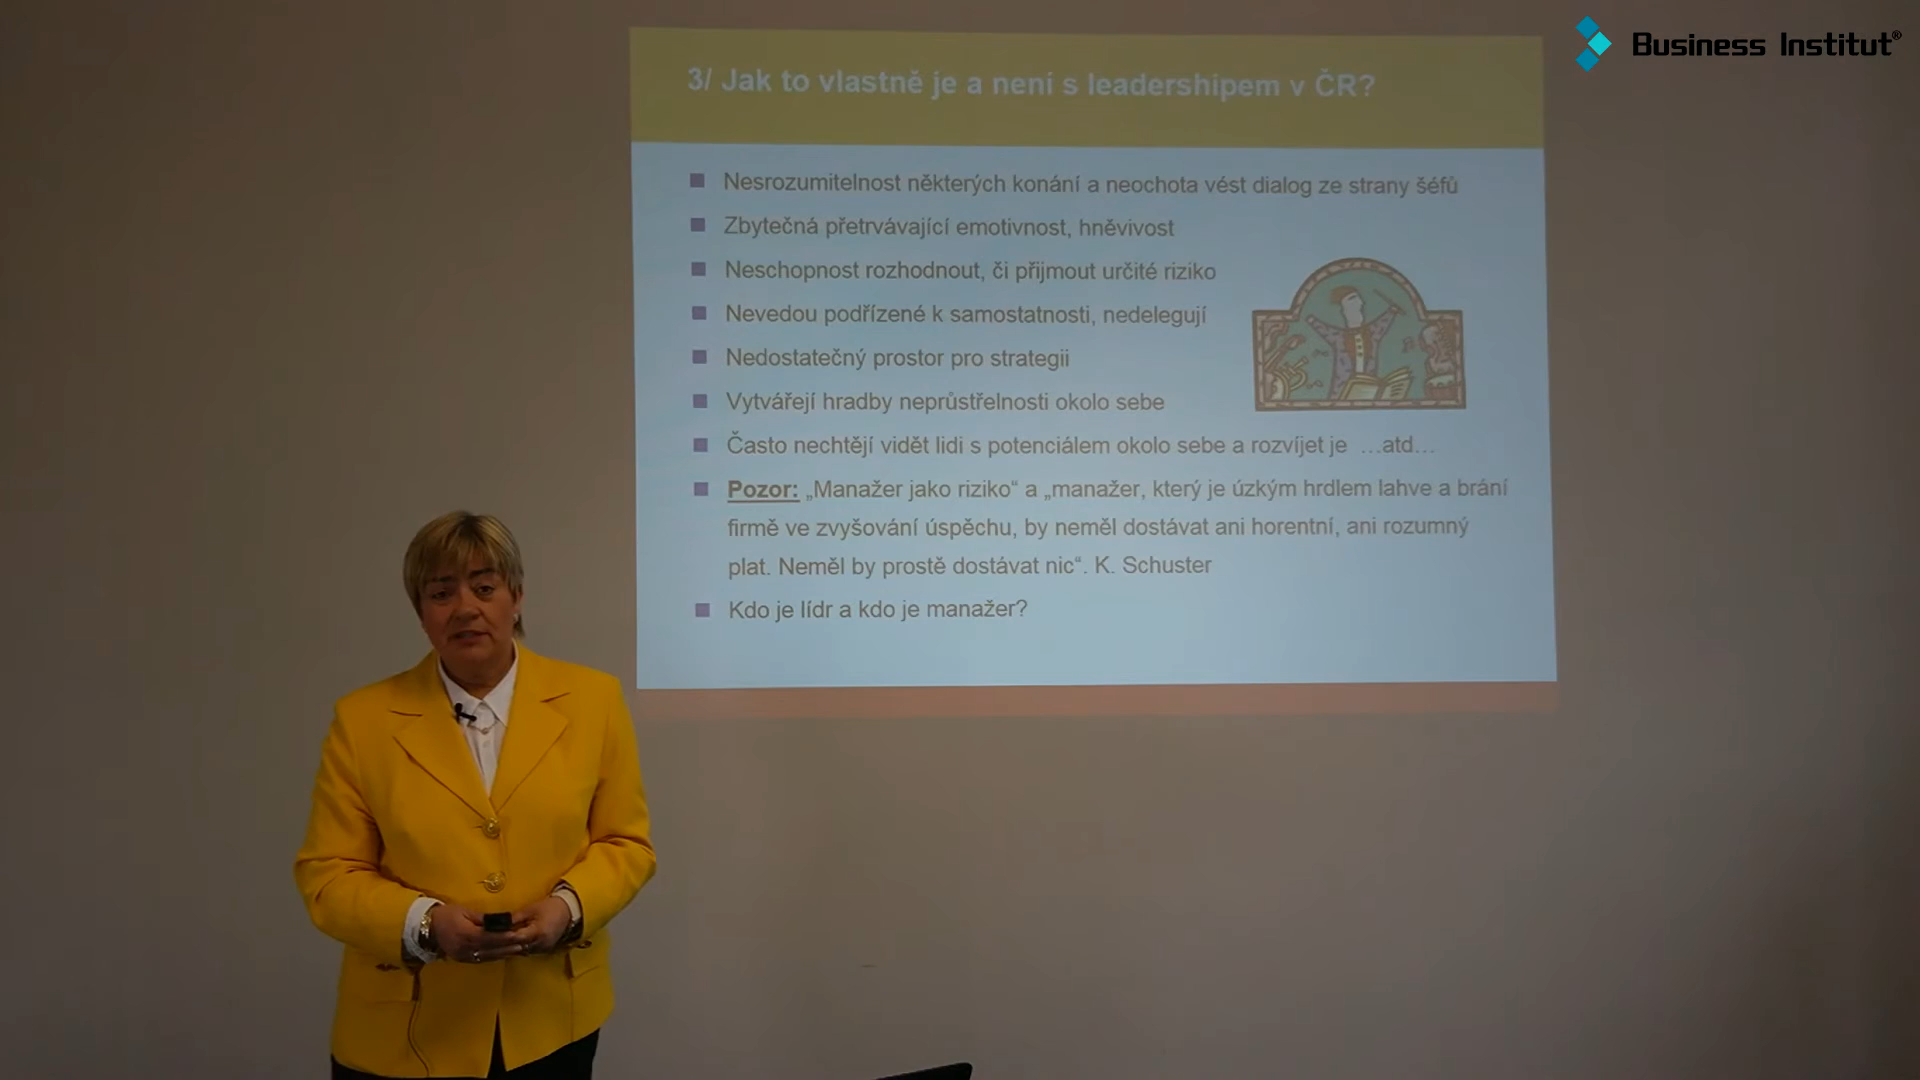 Business Institut®
3/ Jak to vlastně je a není s leadershipem v ČR?
Nesrozumitelnost některých konání a neochota vést dialog ze strany šéfů
Zbytečná přetrvávající emotivnost, hněvivost
Neschopnost rozhodnout, či přijmout určité riziko
Nevedou podřízené k samostatnosti, nedelegují
Nedostatečný prostor pro strategii
Vytvářejí hradby neprůstřelnosti okolo sebe
Často nechtějí vidět lidi s potenciálem okolo sebe a rozvíjet je …atd…
Pozor: „Manažer jako riziko“ a „manažer, který je úzkým hrdlem lahve a brání
firmě ve zvyšování úspěchu, by neměl dostávat ani horentní, ani rozumný
plat. Neměl by prostě dostávat nic“. K. Schuster
Kdo je lídr a kdo je manažer?